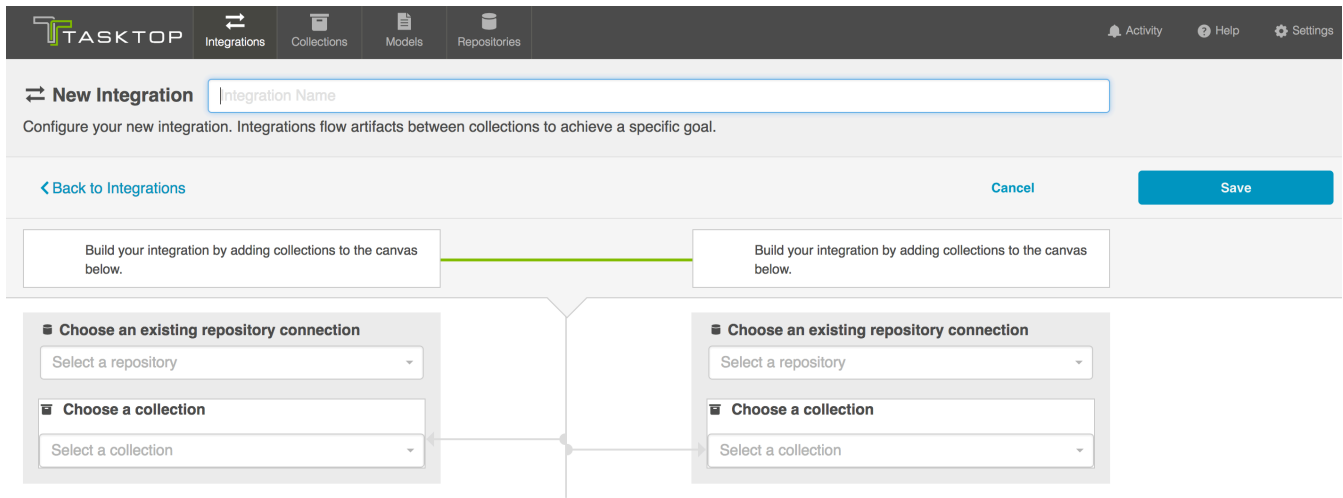 TASKTOP
Integrations
Collections
Models
Repositories
Activity
Help
Settings
New Integration
Integration Name
Configure your new integration. Integrations flow artifacts between collections to achieve a specific goal.
Back to Integrations
Cancel
Save
Build your integration by adding collections to the canvas
below.
Build your integration by adding collections to the canvas
below.
Choose an existing repository connection
Select a repository
Choose a collection
Select a collection
Choose an existing repository connection
Select a repository
Choose a collection
Select a collection